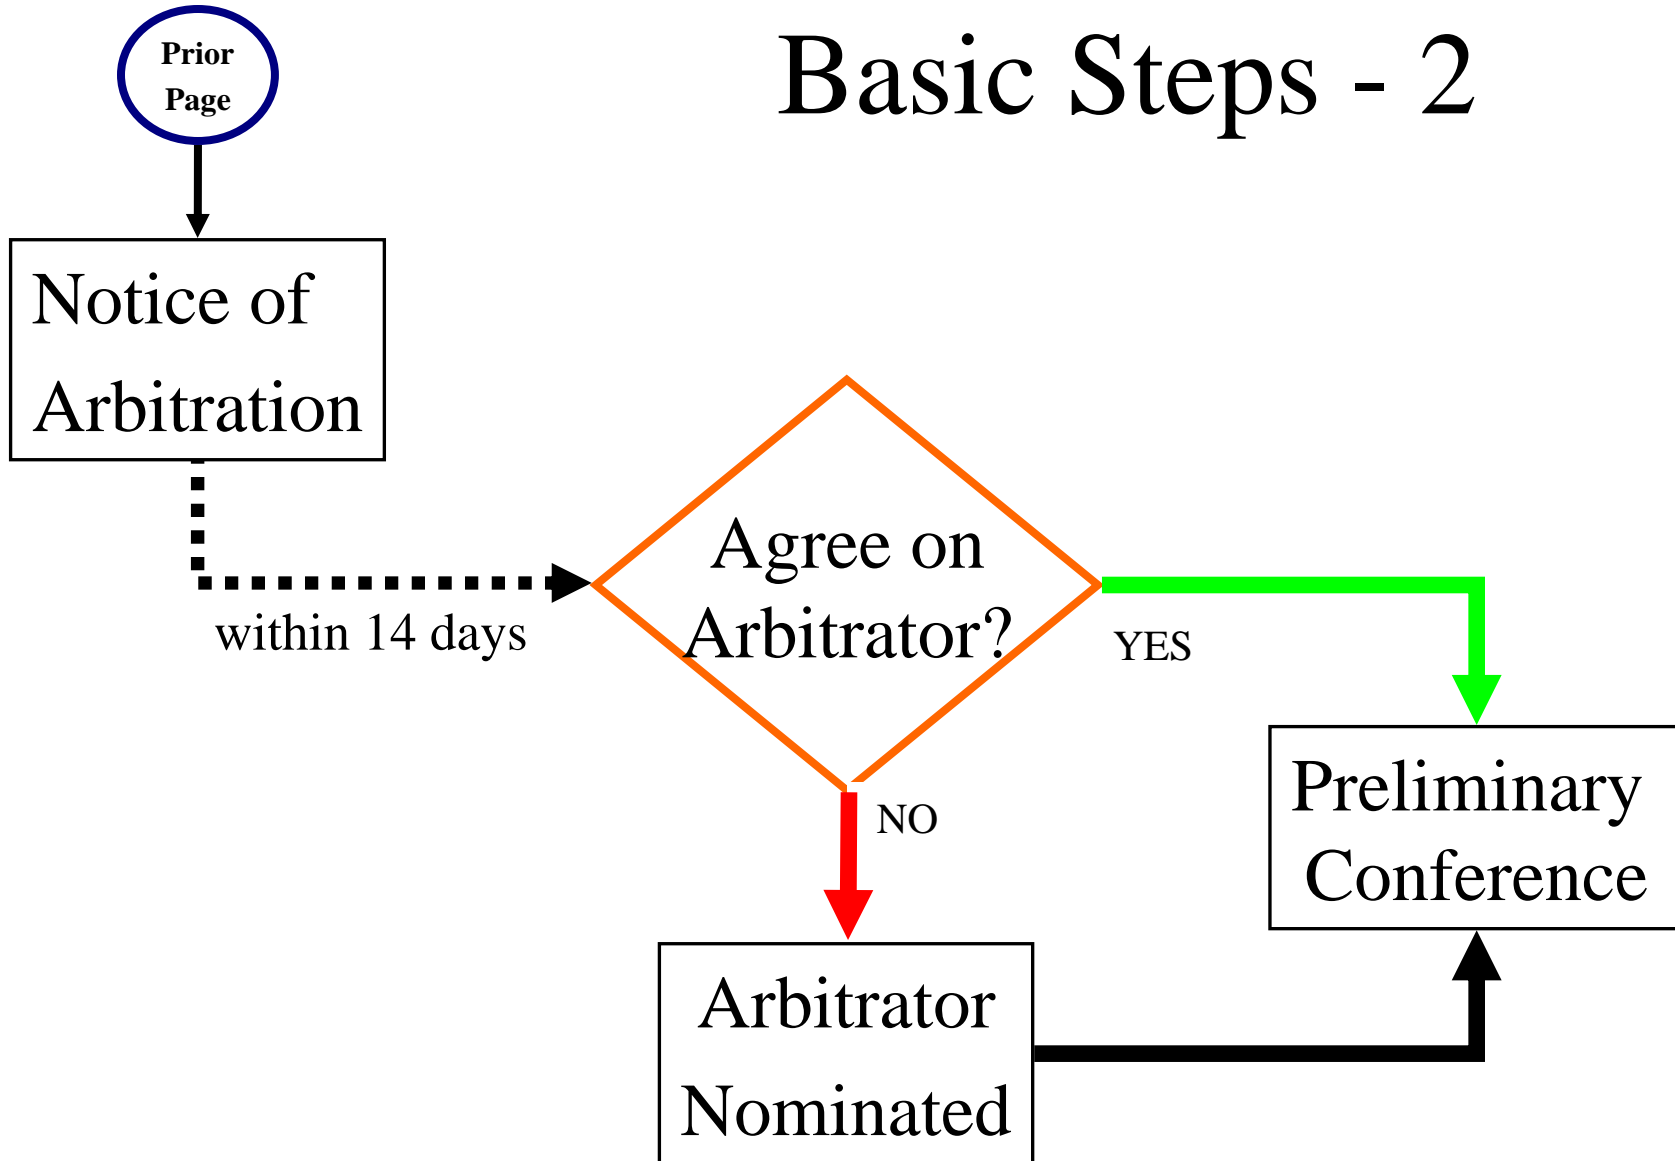 Basic Steps - 2
Prior
Page
Notice of
Arbitration
within 14 days
Agree on
Arbitrator?
YES
NO
Preliminary
Conference
Arbitrator
Nominated